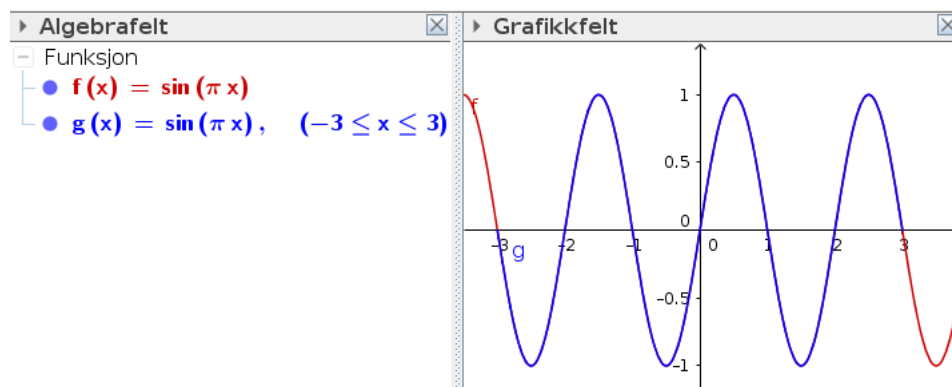 Algebrafelt
Funksjon
f(x) = sin(π x)
g(x) = sin(π x), (−3 ≤ x ≤ 3)
Grafikkfelt
f
1
0.5
0
-3 -2 -1 0 1 2 3
g
-0.5
-1